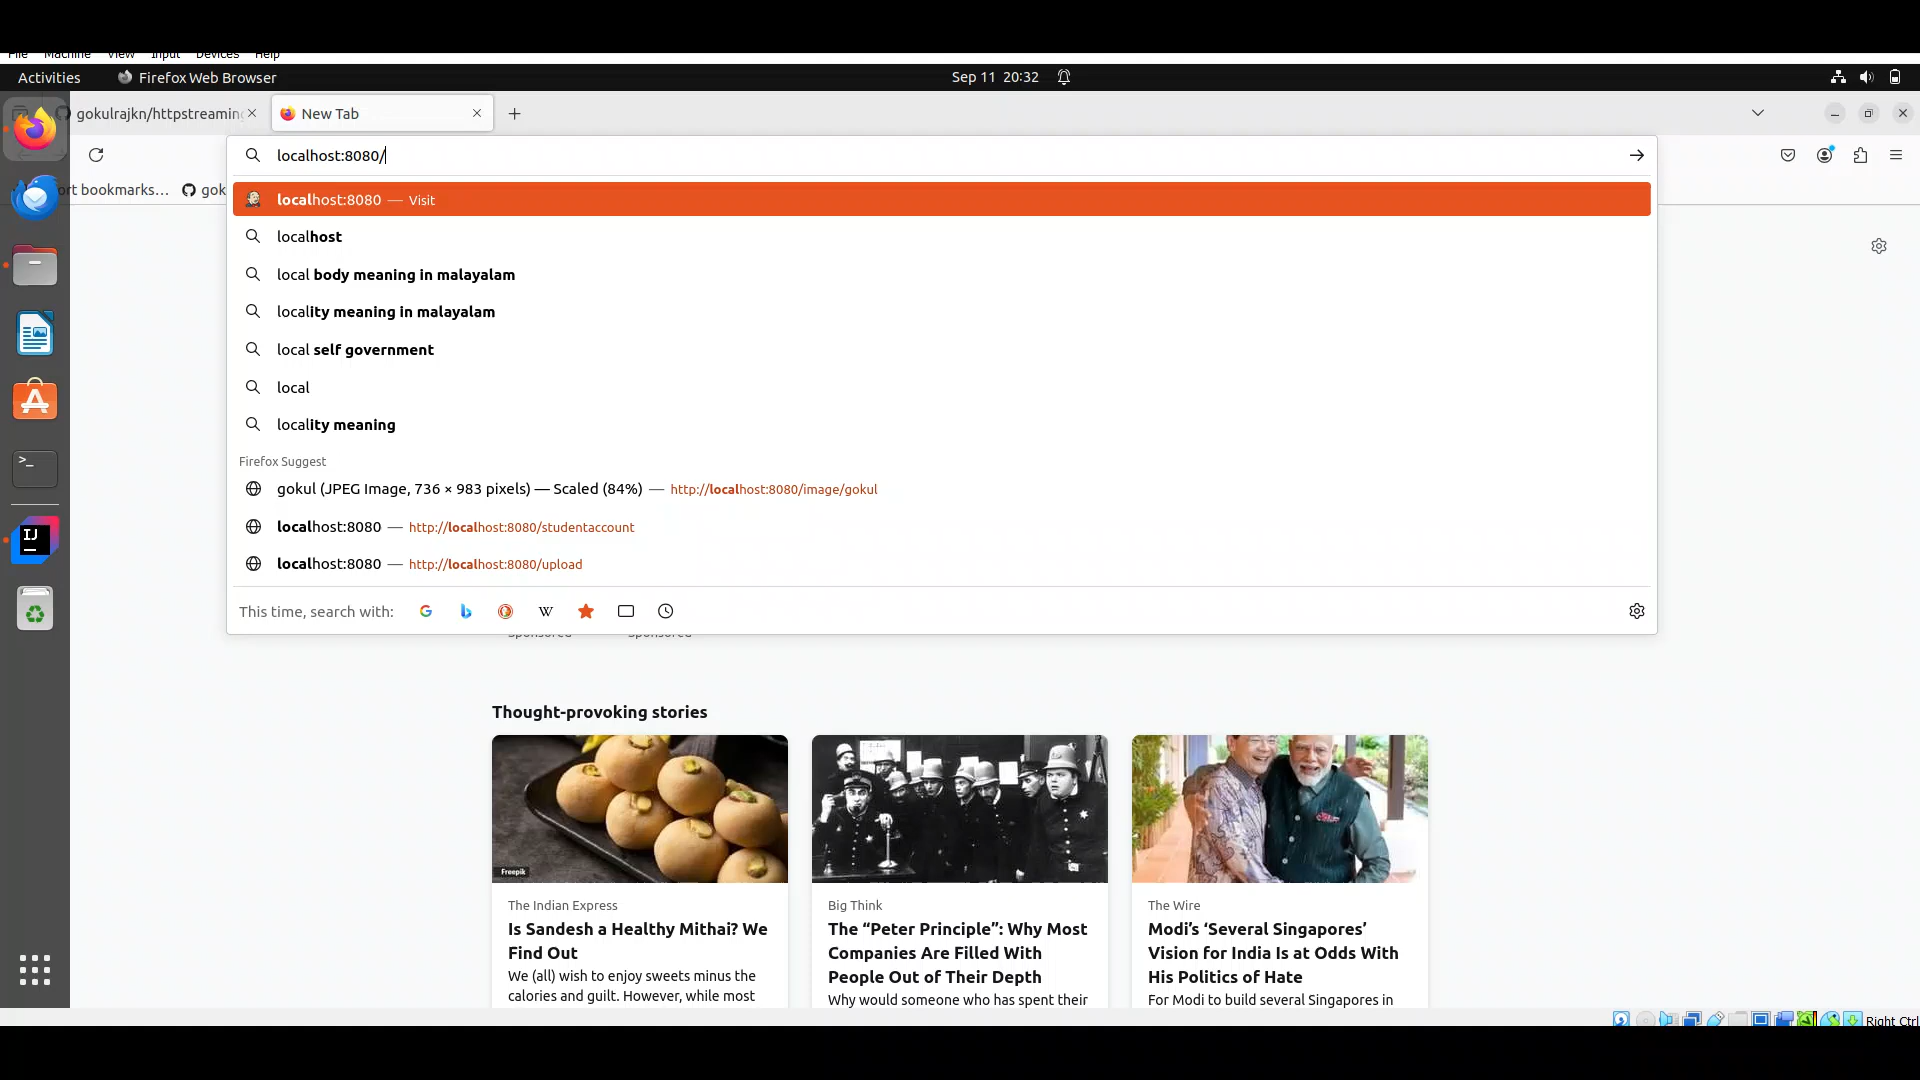 File Machine View Input Devices Help
Activities Firefox Web Browser Sep 11 20:32
gokulrajkn/httpstreaming New Tab
localhost:8080/
ort bookmarks… gok
localhost:8080 — Visit
localhost
local body meaning in malayalam
locality meaning in malayalam
local self government
local
locality meaning
Firefox Suggest
gokul (JPEG Image, 736 × 983 pixels) — Scaled (84%) — http://localhost:8080/image/gokul
localhost:8080 — http://localhost:8080/studentaccount
localhost:8080 — http://localhost:8080/upload
This time, search with:
Sponsored Sponsored
Thought-provoking stories
Freepik
The Indian Express
Is Sandesh a Healthy Mithai? We
Find Out
We (all) wish to enjoy sweets minus the
calories and guilt. However, while most
Big Think
The “Peter Principle”: Why Most
Companies Are Filled With
People Out of Their Depth
Why would someone who has spent their
The Wire
Modi’s ‘Several Singapores’
Vision for India Is at Odds With
His Politics of Hate
For Modi to build several Singapores in
Right Ctrl